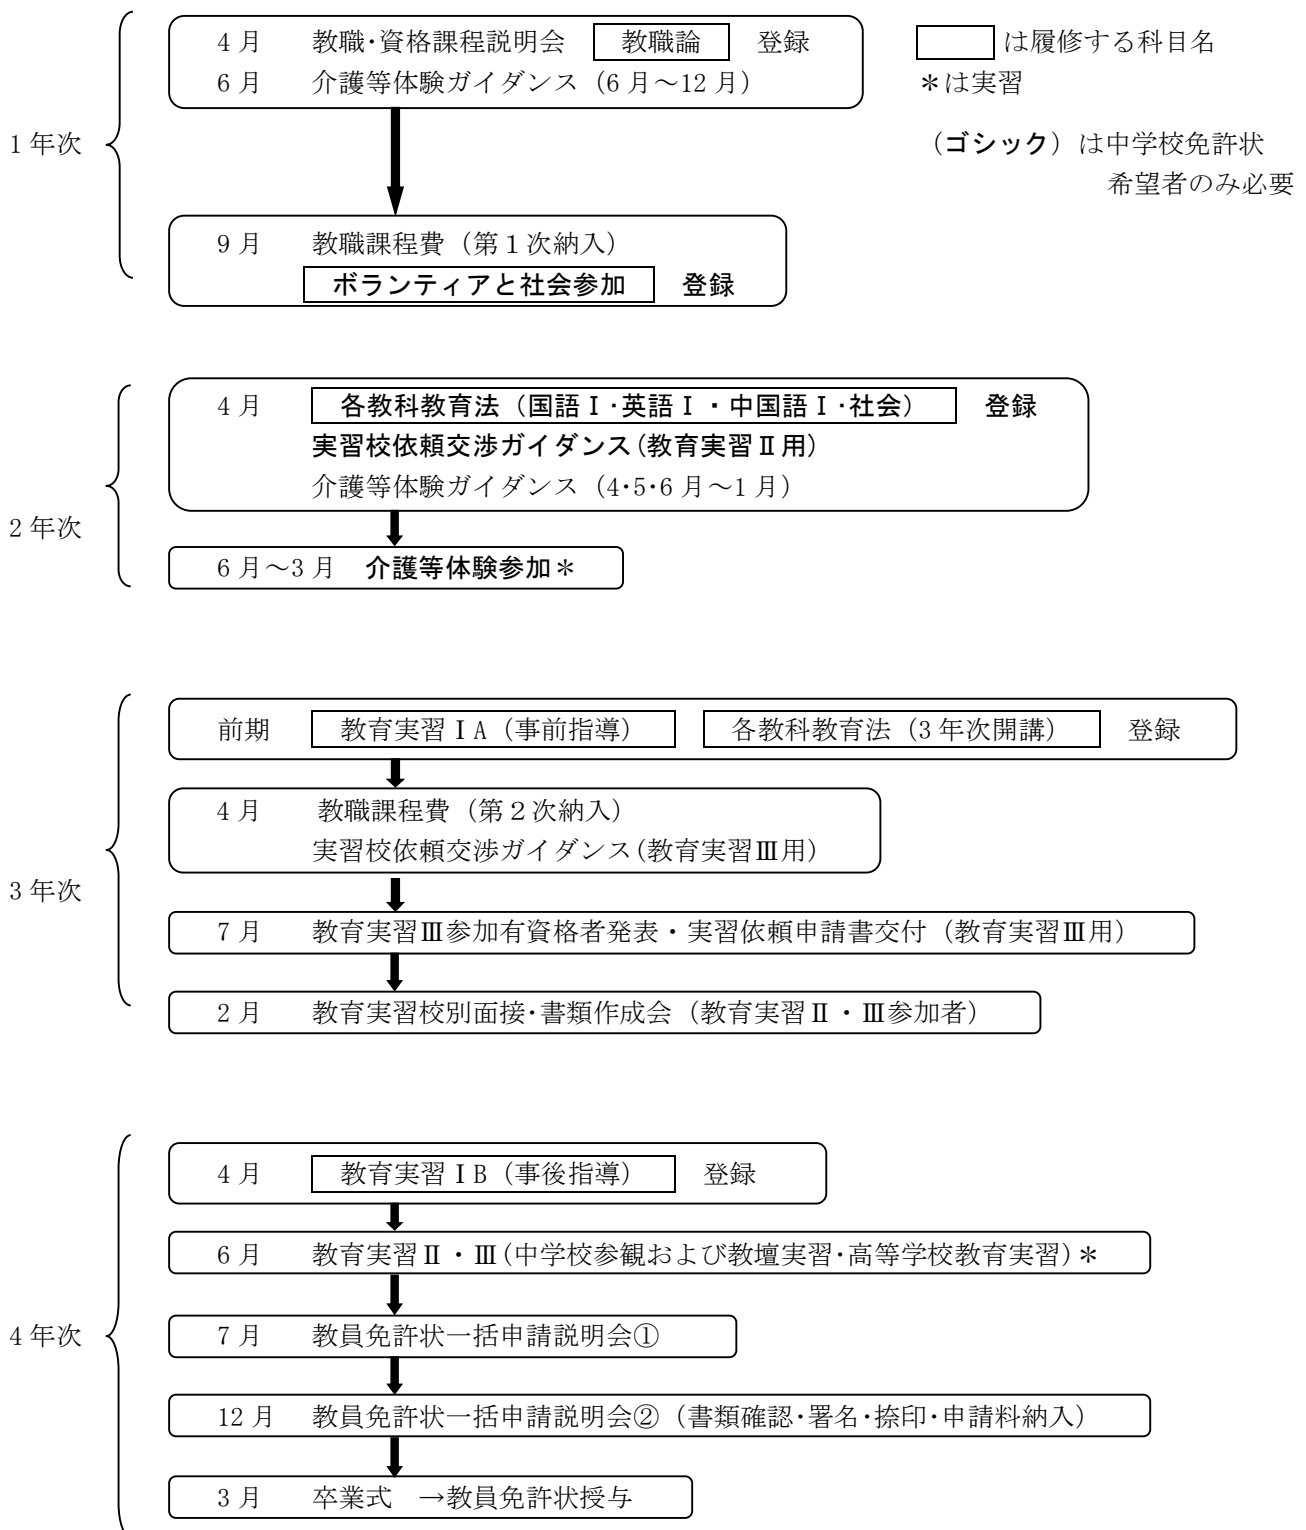 4月 教職･資格課程説明会 教職論 登録
6月 介護等体験ガイダンス（6月～12月）
は履修する科目名
＊は実習
（ゴシック）は中学校免許状
希望者のみ必要
1年次
9月 教職課程費（第１次納入）
ボランティアと社会参加 登録
4月 各教科教育法（国語Ⅰ･英語Ⅰ・中国語Ⅰ･社会） 登録
実習校依頼交渉ガイダンス(教育実習Ⅱ用)
介護等体験ガイダンス（4･5･6月～1月）
2年次
6月～3月 介護等体験参加＊
前期 教育実習ⅠA（事前指導） 各教科教育法（3年次開講） 登録
4月 教職課程費（第２次納入）
実習校依頼交渉ガイダンス(教育実習Ⅲ用)
3年次
7月 教育実習Ⅲ参加有資格者発表・実習依頼申請書交付（教育実習Ⅲ用）
2月 教育実習校別面接･書類作成会（教育実習Ⅱ・Ⅲ参加者）
4月 教育実習ⅠB（事後指導） 登録
6月 教育実習Ⅱ・Ⅲ(中学校参観および教壇実習･高等学校教育実習)＊
4年次
7月 教員免許状一括申請説明会①
12月 教員免許状一括申請説明会②（書類確認･署名･捺印･申請料納入）
3月 卒業式 →教員免許状授与